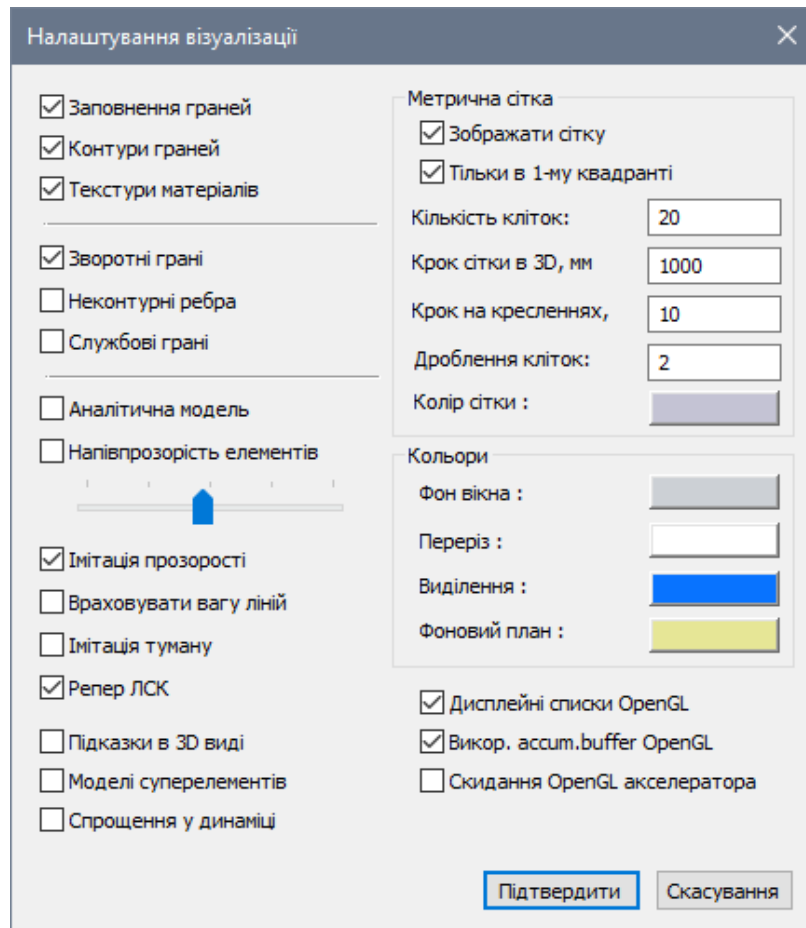 Налаштування візуалізації
Заповнення граней
Контури граней
Текстури матеріалів
Зворотні грані
Неконтурні ребра
Службові грані
Аналітична модель
Напівпрозорість елементів
Імітація прозорості
Враховувати вагу ліній
Імітація туману
Репер ЛСК
Підказки в 3D виді
Моделі суперелементів
Спрощення у динаміці
Метрична сітка
Зображати сітку
Тільки в 1-му квадранті
Кількість кліток: 20
Крок сітки в 3D, мм 1000
Крок на кресленнях, 10
Дроблення кліток: 2
Колір сітки :
Кольори
Фон вікна :
Переріз :
Виділення :
Фоновий план :
Дисплейні списки OpenGL
Викор. accum.buffer OpenGL
Скидання OpenGL акселератора
Підтвердити Скасування